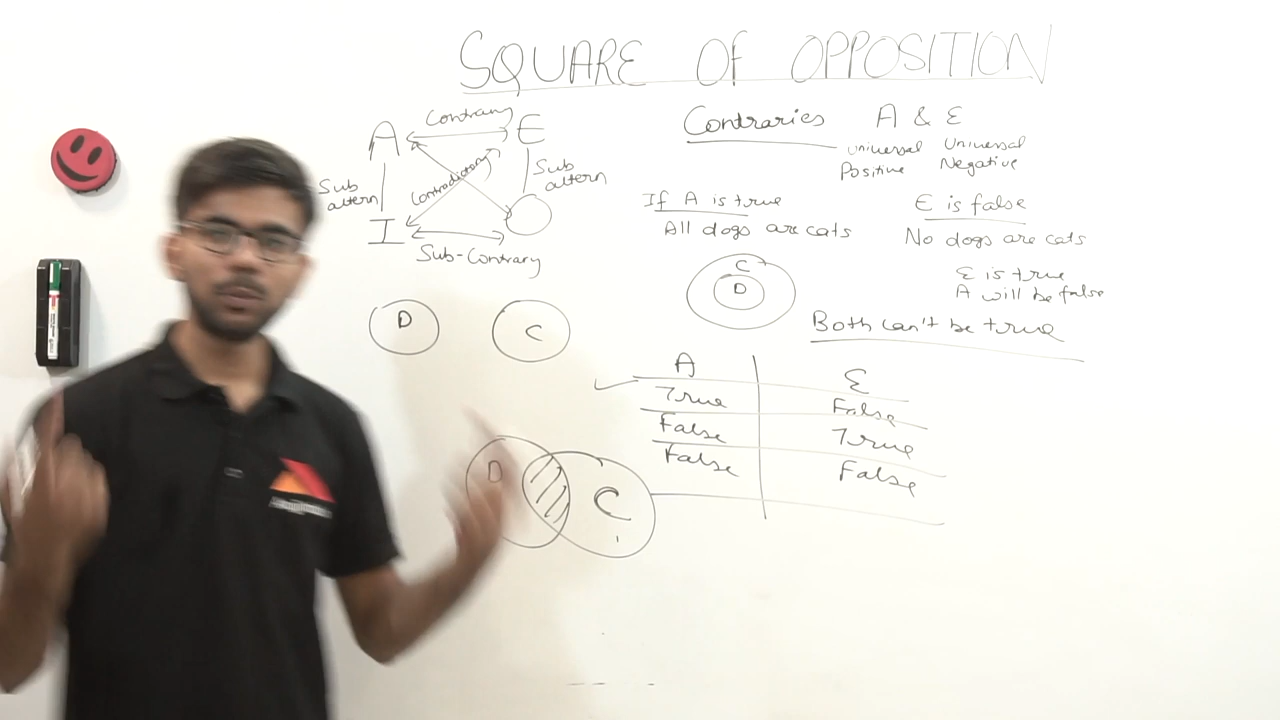 SQUARE OF OPPOSITION
A Contrary E
Sub altern
Contradictory
Sub altern
I O
Sub-Contrary
D C
D C
Contraries A & E
universal Positive
Universal Negative
If A is true E is false
All dogs are cats No dogs are cats
C
D
E is true
A will be false
Both can't be true
A E
True False
False True
False False